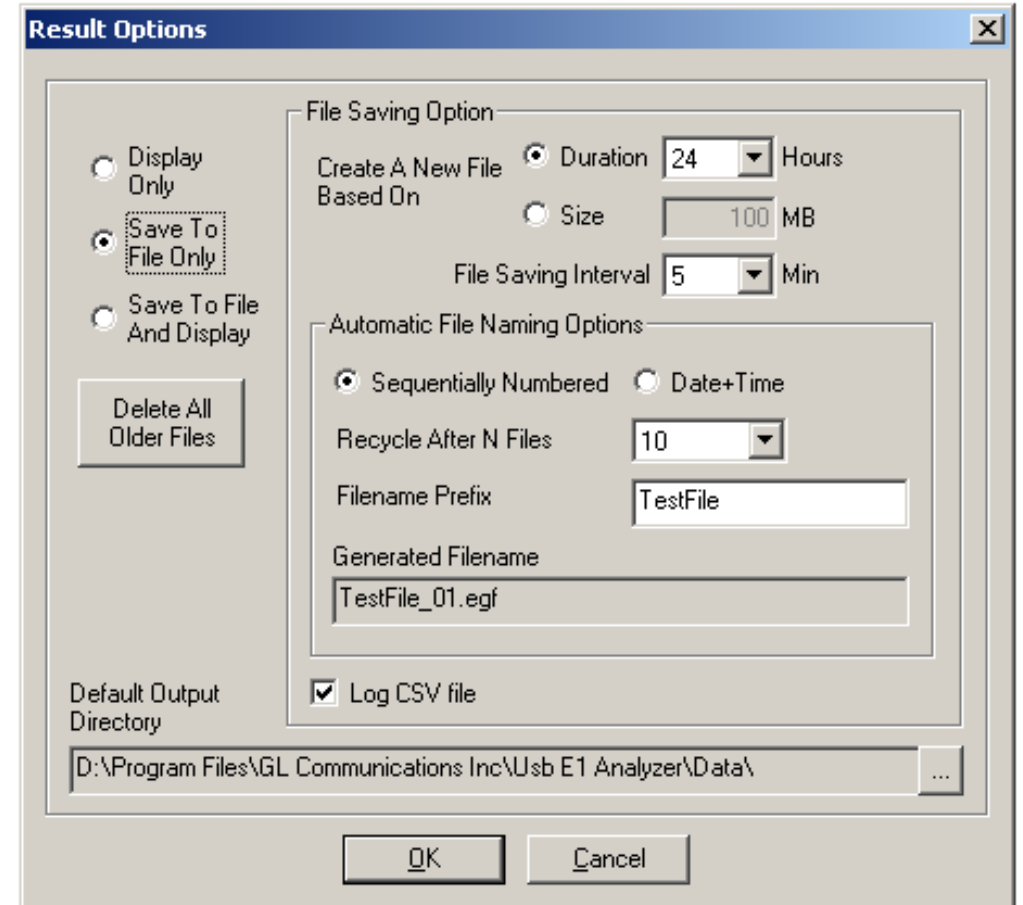 Result Options
Display
Only
Save To
File Only
Save To File
And Display
Delete All
Older Files
File Saving Option
Create A New File
Based On
Duration 24 Hours
Size 100 MB
File Saving Interval 5 Min
Automatic File Naming Options
Sequentially Numbered Date+Time
Recycle After N Files 10
Filename Prefix TestFile
Generated Filename
TestFile_01.egf
Log CSV file
Default Output
Directory
D:\Program Files\GL Communications Inc\Usb E1 Analyzer\Data\ ...
OK Cancel